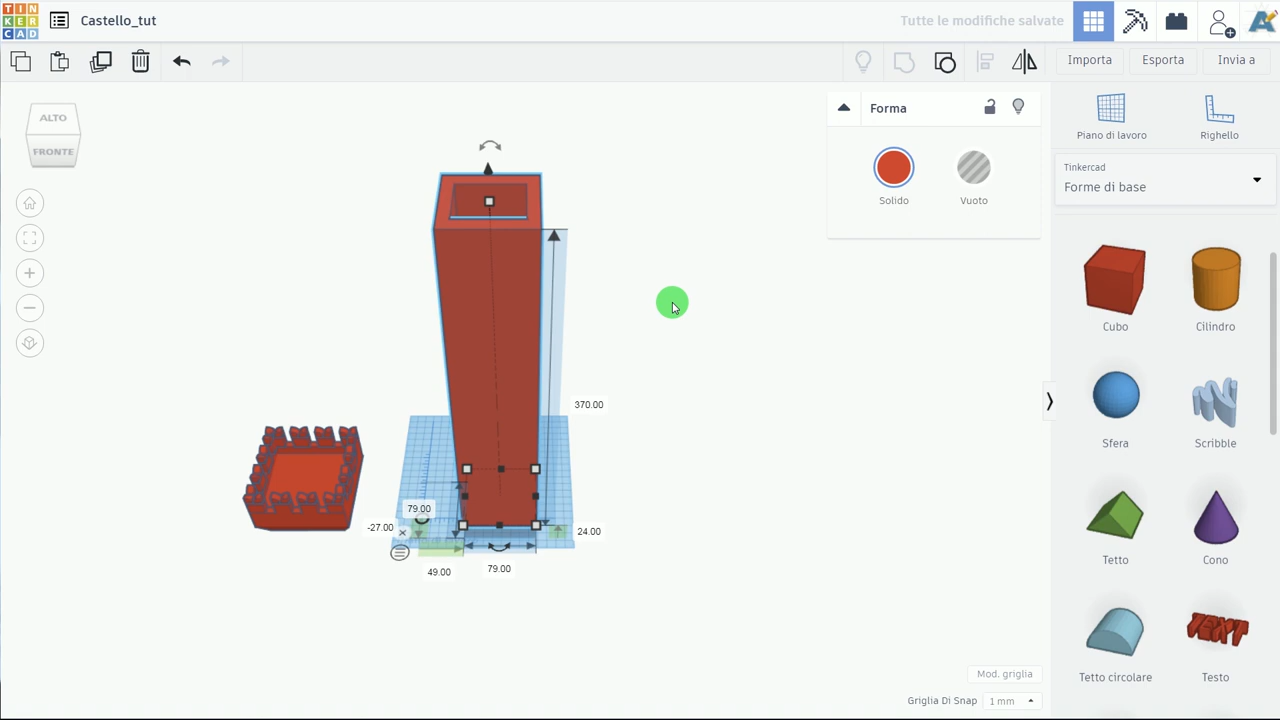 TIN
KER
CAD
Castello_tut
Tutte le modifiche salvate
Importa
Esporta
Invia a
ALTO
FRONTE
Forma
Solido
Vuoto
Piano di lavoro
Righello
Tinkercad
Forme di base
Cubo
Cilindro
Sfera
Scribble
Tetto
Cono
TEXT
Tetto circolare
Testo
370.00
79.00
-27.00
24.00
49.00
79.00
Mod. griglia
Griglia Di Snap
1 mm